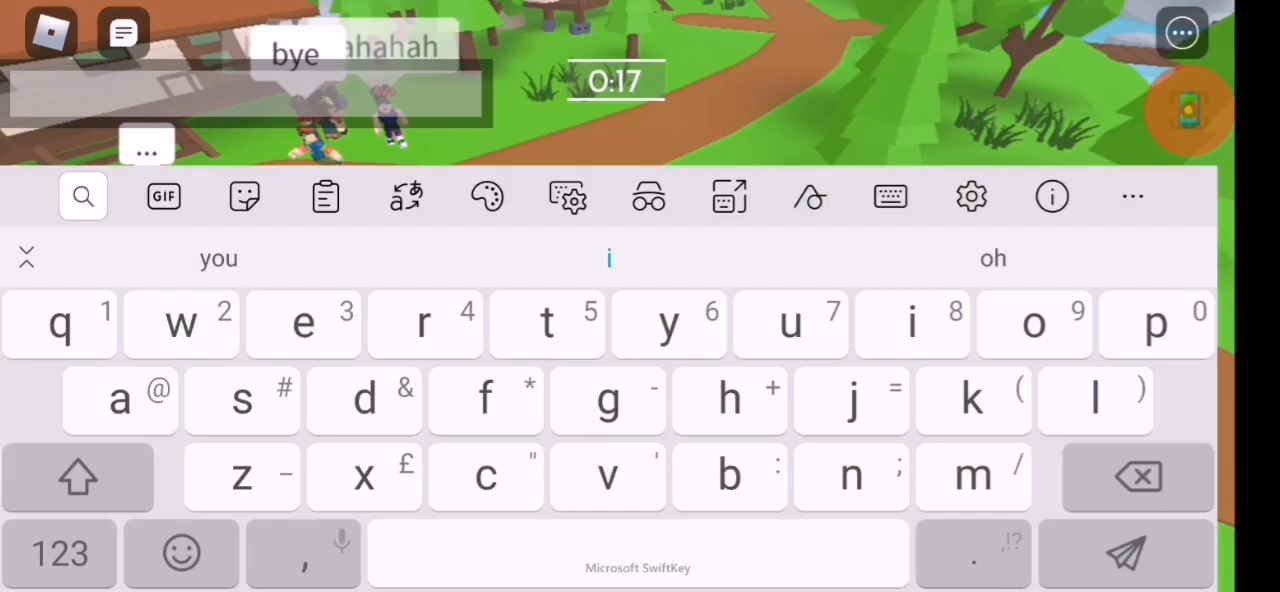 bye
ahahah
0:17
...
GIF
you
i
oh
q 1 w 2 e 3 r 4 t 5 y 6 u 7 i 8 o 9 p 0
a @ s # d & f * g - h + j = k ( l )
z _ x £ c " v ' b : n ; m /
123 , Microsoft SwiftKey . ,!?